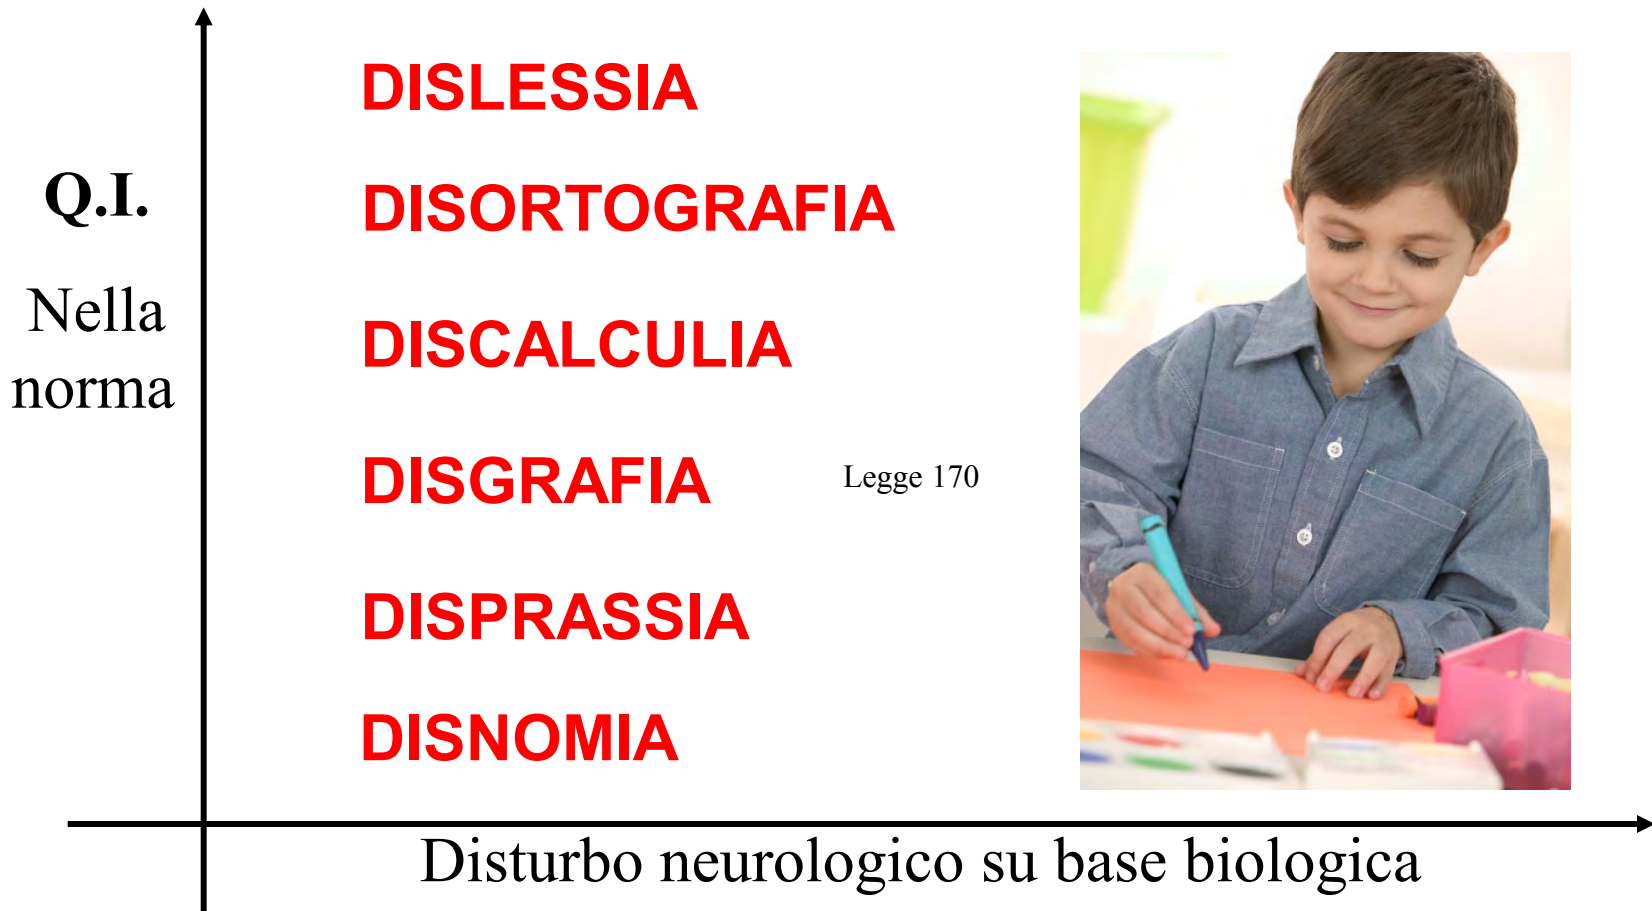 DISLESSIA
Q.I.
DISORTOGRAFIA
Nella
norma
DISCALCULIA
DISGRAFIA
Legge 170
DISPRASSIA
DISNOMIA
Disturbo neurologico su base biologica